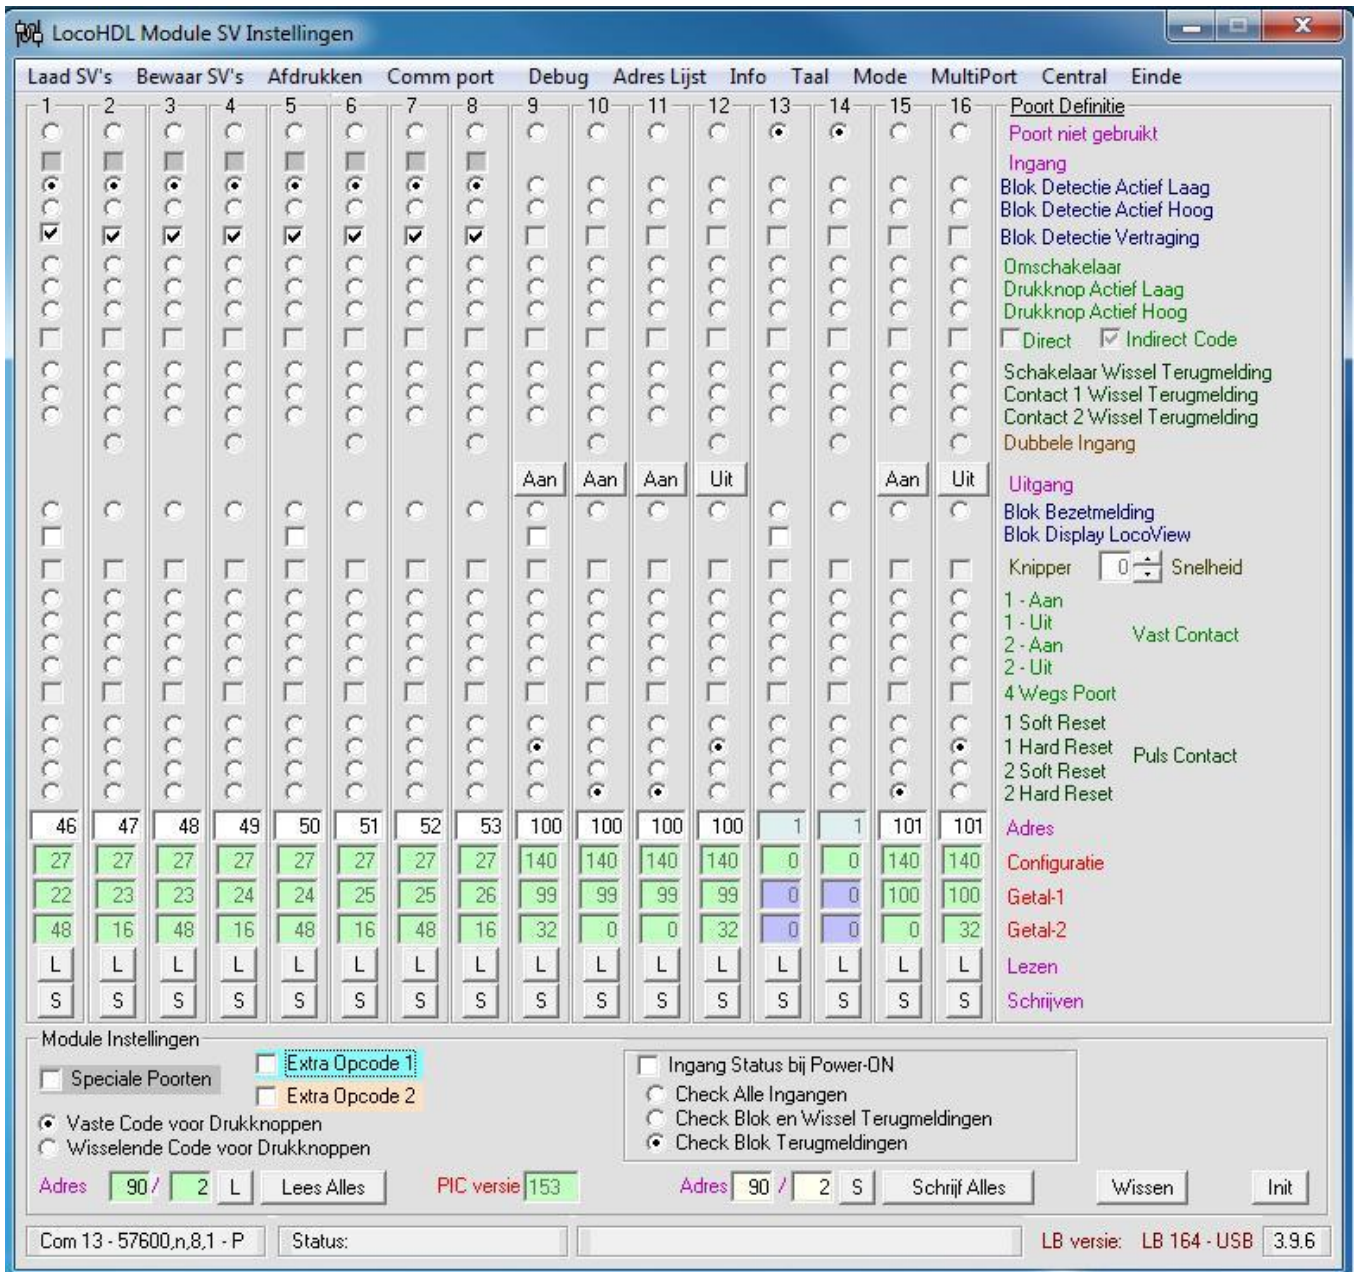 LocoHDL Module SV Instellingen
Laad SV's Bewaar SV's Afdrukken Comm port Debug Adres Lijst Info Taal Mode MultiPort Central Einde
1 2 3 4 5 6 7 8 9 10 11 12 13 14 15 16 Poort Definitie
Poort niet gebruikt
Ingang
Blok Detectie Actief Laag
Blok Detectie Actief Hoog
Blok Detectie Vertraging
Omschakelaar
Drukknop Actief Laag
Drukknop Actief Hoog
Direct Indirect Code
Schakelaar Wissel Terugmelding
Contact 1 Wissel Terugmelding
Contact 2 Wissel Terugmelding
Dubbele Ingang
Aan Aan Aan Uit Aan Uit Uitgang
Blok Bezetmelding
Blok Display LocoView
Knipper 0 Snelheid
1 - Aan
1 - Uit
Vast Contact
2 - Aan
2 - Uit
4 Wegs Poort
1 Soft Reset
1 Hard Reset
Puls Contact
2 Soft Reset
2 Hard Reset
46 47 48 49 50 51 52 53 100 100 100 100 1 1 101 101 Adres
27 27 27 27 27 27 27 27 140 140 140 140 0 0 140 140 Configuratie
22 23 23 24 24 25 25 26 99 99 99 99 0 0 100 100 Getal-1
48 16 48 16 48 16 48 16 32 0 0 32 0 0 0 32 Getal-2
L L L L L L L L L L L L L L L L Lezen
S S S S S S S S S S S S S S S S Schrijven
Module Instellingen
Speciale Poorten
Extra Opcode 1
Extra Opcode 2
Vaste Code voor Drukknoppen
Wisselende Code voor Drukknoppen
Ingang Status bij Power-ON
Check Alle Ingangen
Check Blok en Wissel Terugmeldingen
Check Blok Terugmeldingen
Adres 90 / 2 L Lees Alles PIC versie 153 Adres 90 / 2 S Schrijf Alles Wissen Init
Com 13 - 57600,n,8,1 - P Status: LB versie: LB 164 - USB 3.9.6